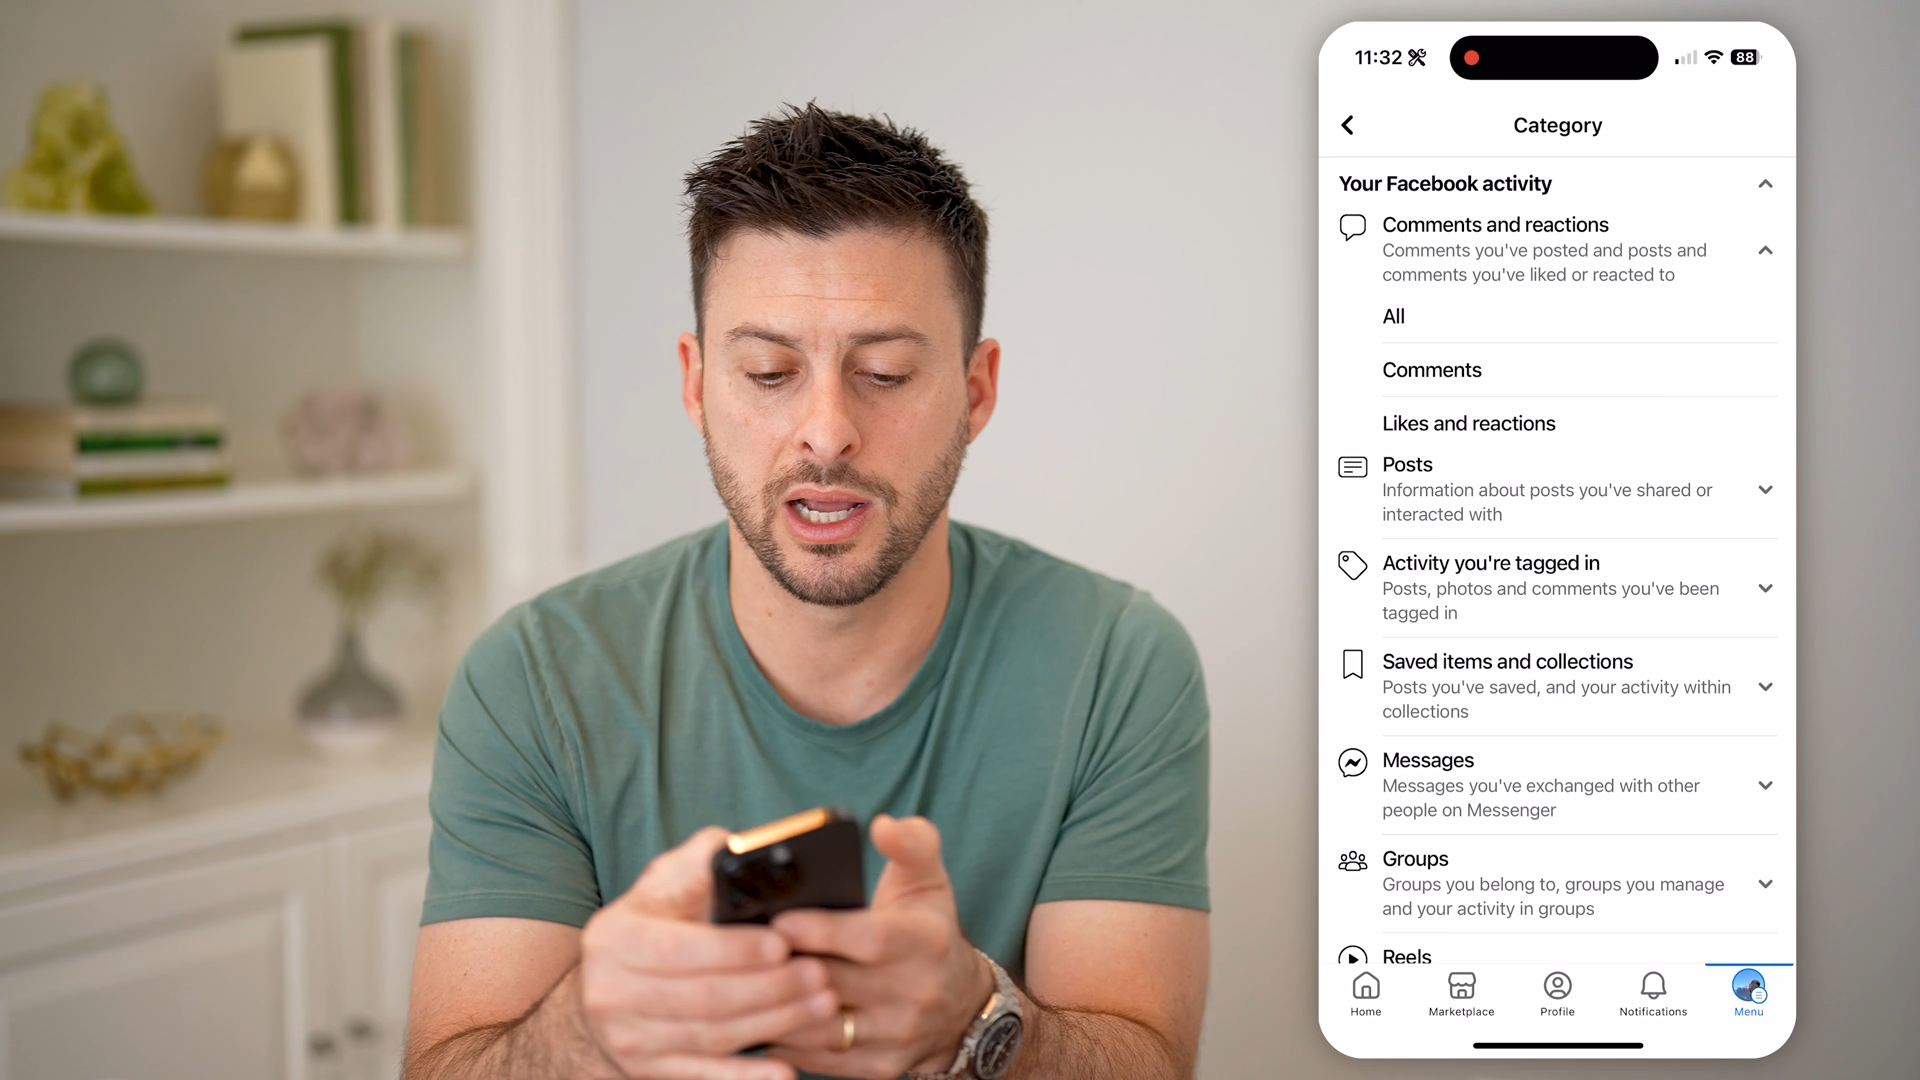 11:32
88
Category
Your Facebook activity
Comments and reactions
Comments you've posted and posts and
comments you've liked or reacted to
All
Comments
Likes and reactions
Posts
Information about posts you've shared or
interacted with
Activity you're tagged in
Posts, photos and comments you've been
tagged in
Saved items and collections
Posts you've saved, and your activity within
collections
Messages
Messages you've exchanged with other
people on Messenger
Groups
Groups you belong to, groups you manage
and your activity in groups
Reels
Home
Marketplace
Profile
Notifications
Menu